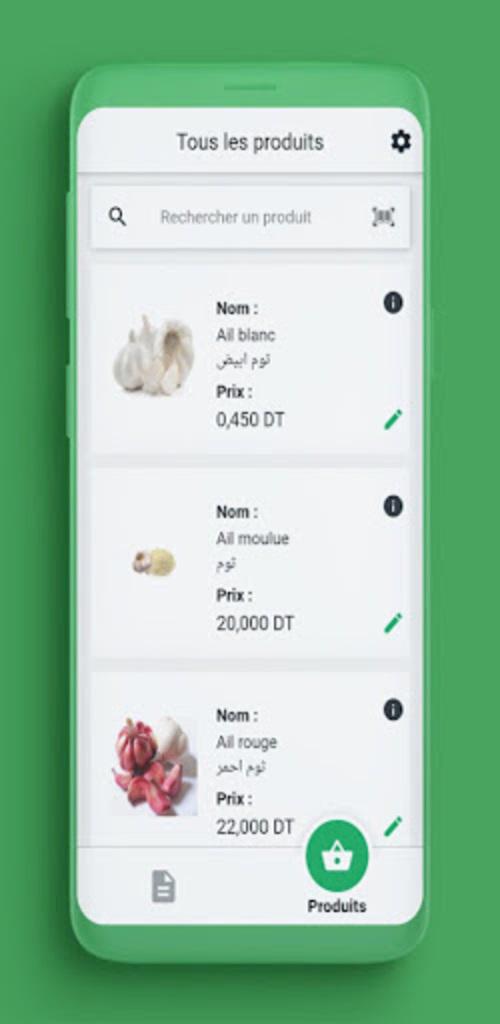 Tous les produits
Rechercher un produit
Nom :
Ail blanc
ثوم ابيض
Prix :
0,450 DT
Nom :
Ail moulue
ثوم
Prix :
20,000 DT
Nom :
Ail rouge
ثوم احمر
Prix :
22,000 DT
Produits